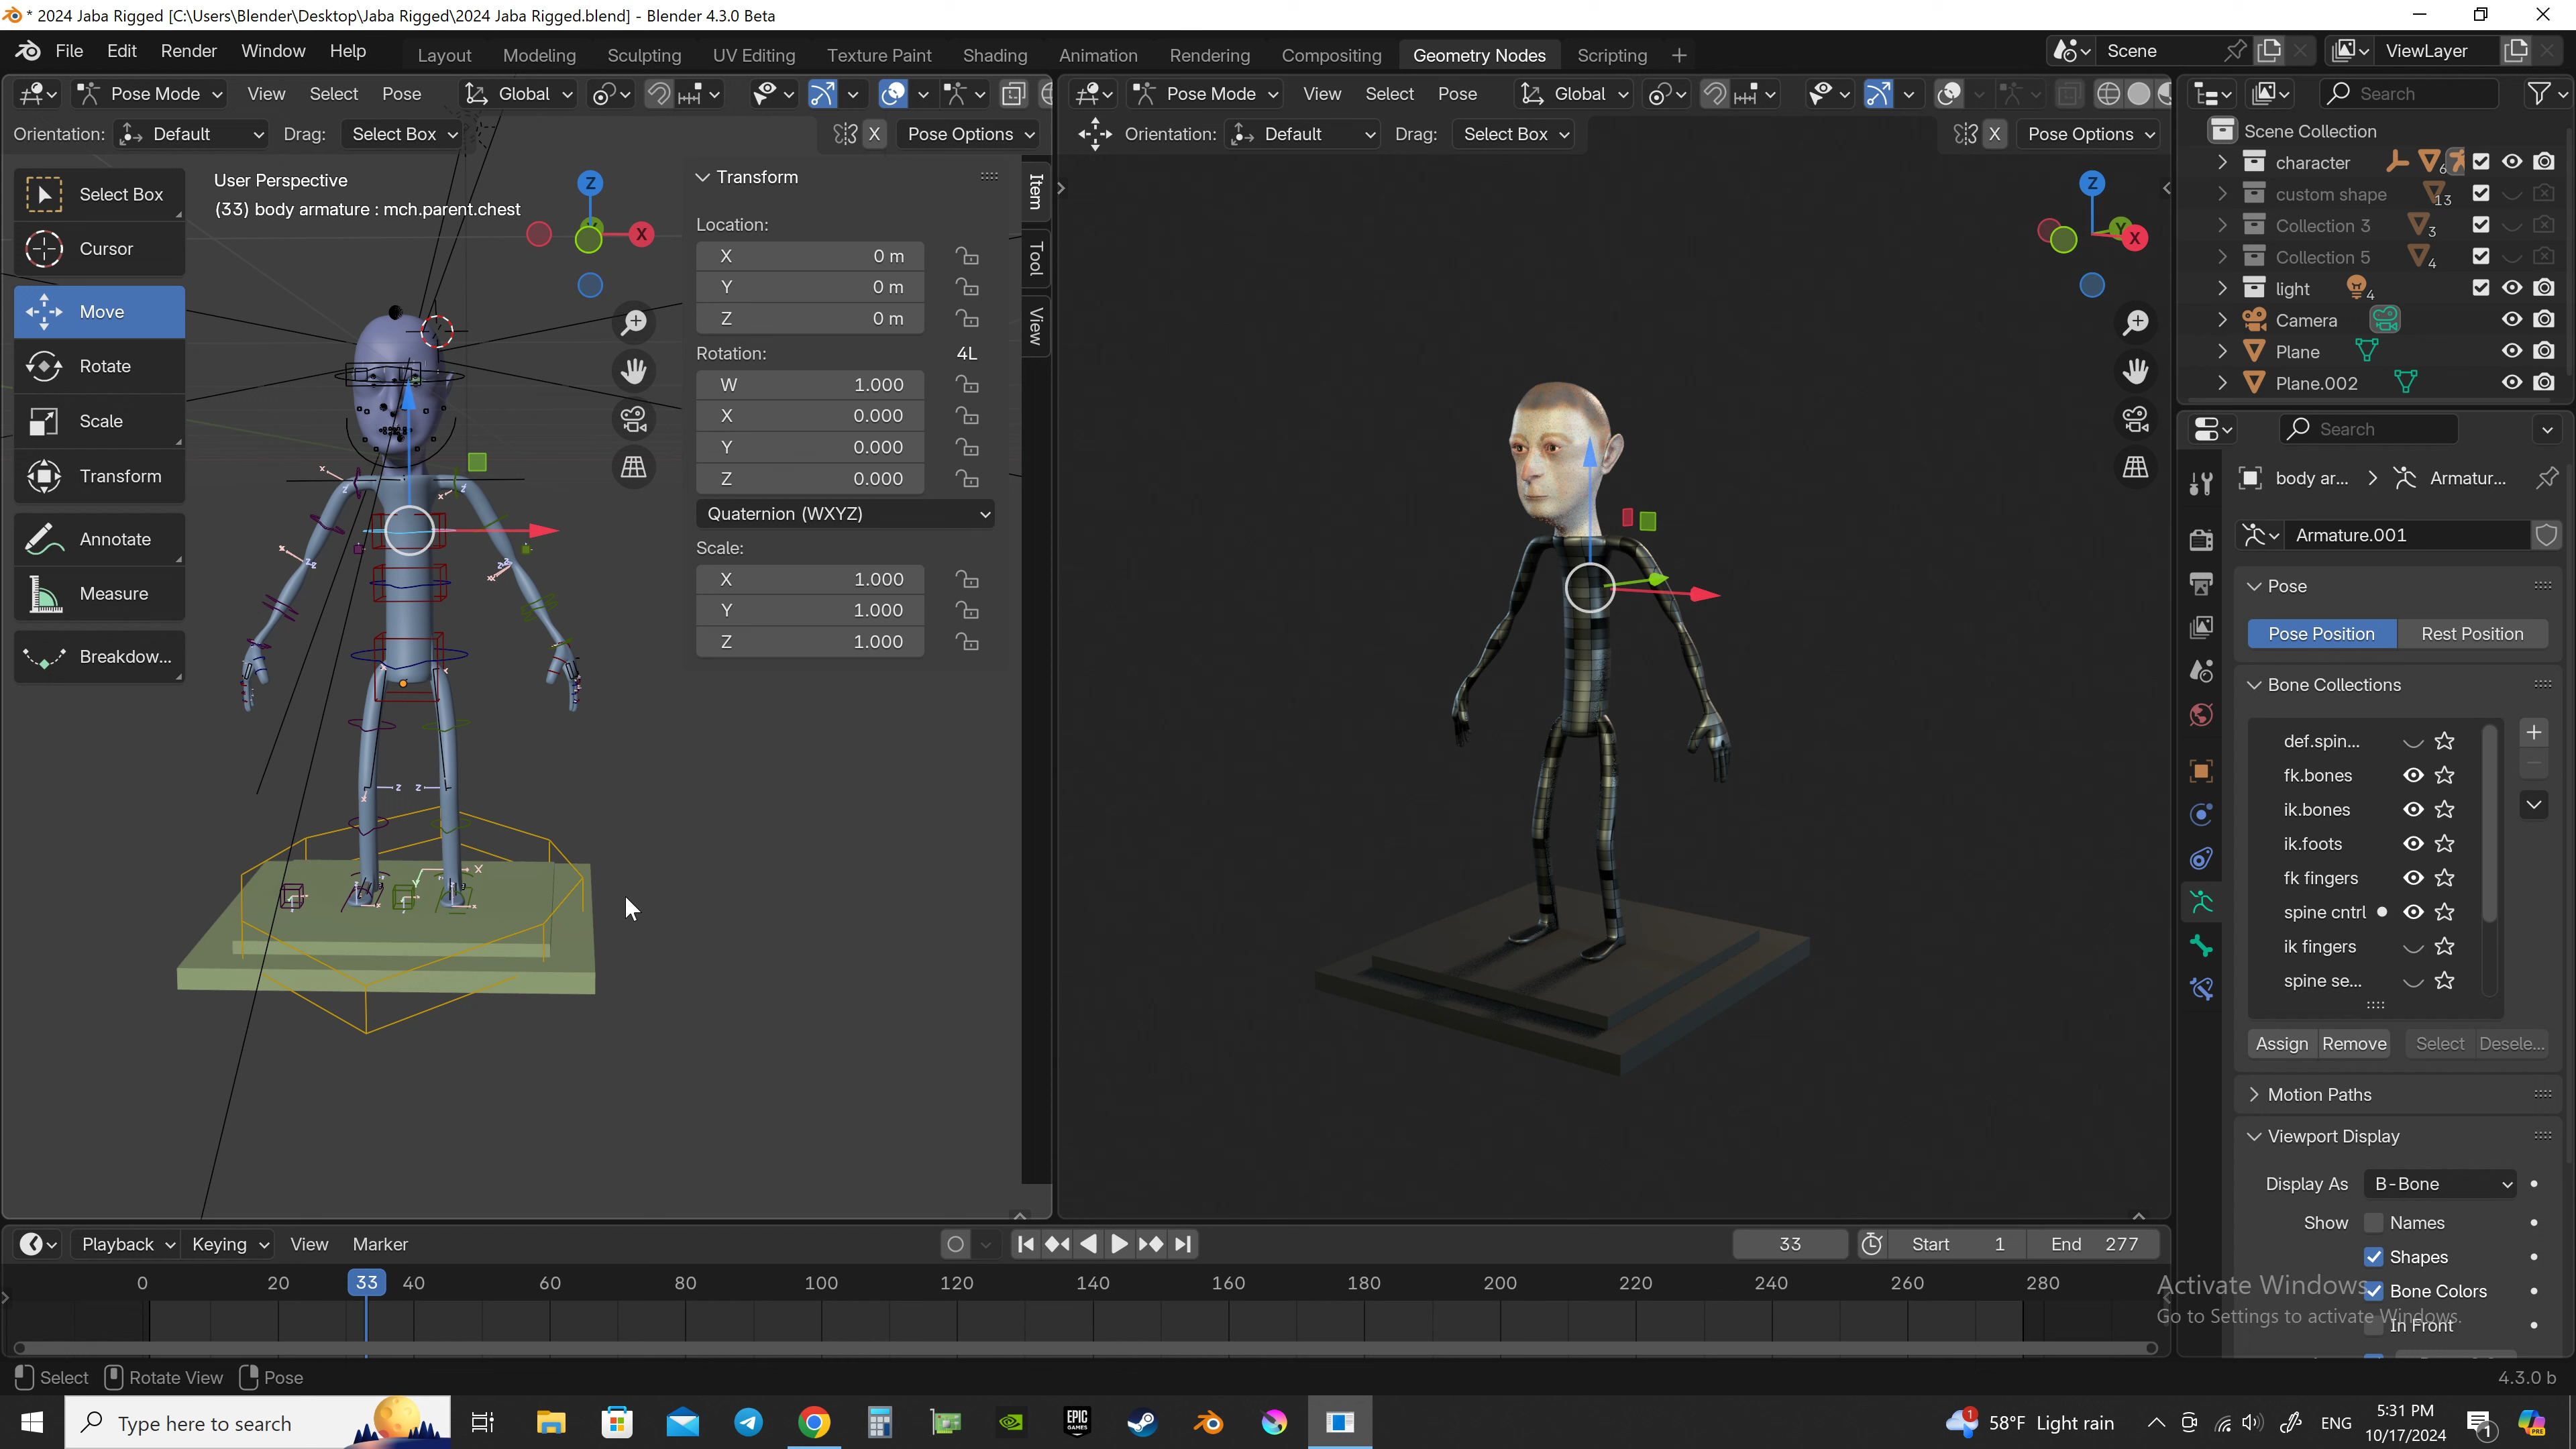 * 2024 Jaba Rigged [C:\Users\Blender\Desktop\Jaba Rigged\2024 Jaba Rigged.blend] - Blender 4.3.0 Beta
File Edit Render Window Help Layout Modeling Sculpting UV Editing Texture Paint Shading Animation Rendering Compositing Geometry Nodes Scripting + Scene ViewLayer
Pose Mode View Select Pose Global
Orientation: Default Drag: Select Box X Pose Options
Select Box
Cursor
Move
Rotate
Scale
Transform
Annotate
Measure
Breakdow...
User Perspective
(33) body armature : mch.parent.chest
Z
X
Transform
Location:
X 0 m
Y 0 m
Z 0 m
Rotation: 4L
W 1.000
X 0.000
Y 0.000
Z 0.000
Quaternion (WXYZ)
Scale:
X 1.000
Y 1.000
Z 1.000
Item
Tool
View
Pose Mode View Select Pose Global
Orientation: Default Drag: Select Box X Pose Options
Z
Y
X
Search
Scene Collection
character 6
custom shape 13
Collection 3 3
Collection 5 4
light 4
Camera
Plane
Plane.002
Search
body ar... Armatur...
Armature.001
Pose
Pose Position Rest Position
Bone Collections
def.spin...
fk.bones
ik.bones
ik.foots
fk fingers
spine cntrl
ik fingers
spine se...
Assign Remove Select Desele...
Motion Paths
Viewport Display
Display As B-Bone
Show Names
Shapes
Bone Colors
In Front
Activate Windows
Go to Settings to activate Windows.
Playback Keying View Marker 33 Start 1 End 277
0 20 33 40 60 80 100 120 140 160 180 200 220 240 260 280
Select Rotate View Pose 4.3.0 b
Type here to search
EPIC GAMES
1 58°F Light rain ENG 5:31 PM 10/17/2024 1
PRE